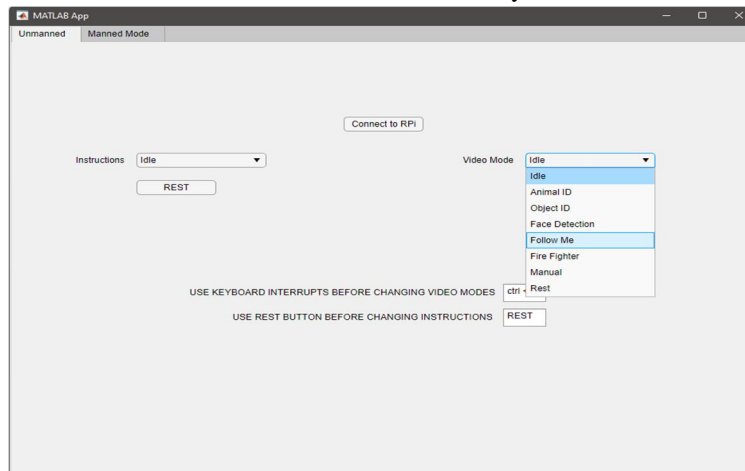 MATLAB App
Unmanned Manned Mode
Connect to RPi
Instructions Idle Video Mode Idle
Idle
REST Animal ID
Object ID
Face Detection
Follow Me
Fire Fighter
Manual
USE KEYBOARD INTERRUPTS BEFORE CHANGING VIDEO MODES ctrl + Rest
USE REST BUTTON BEFORE CHANGING INSTRUCTIONS REST